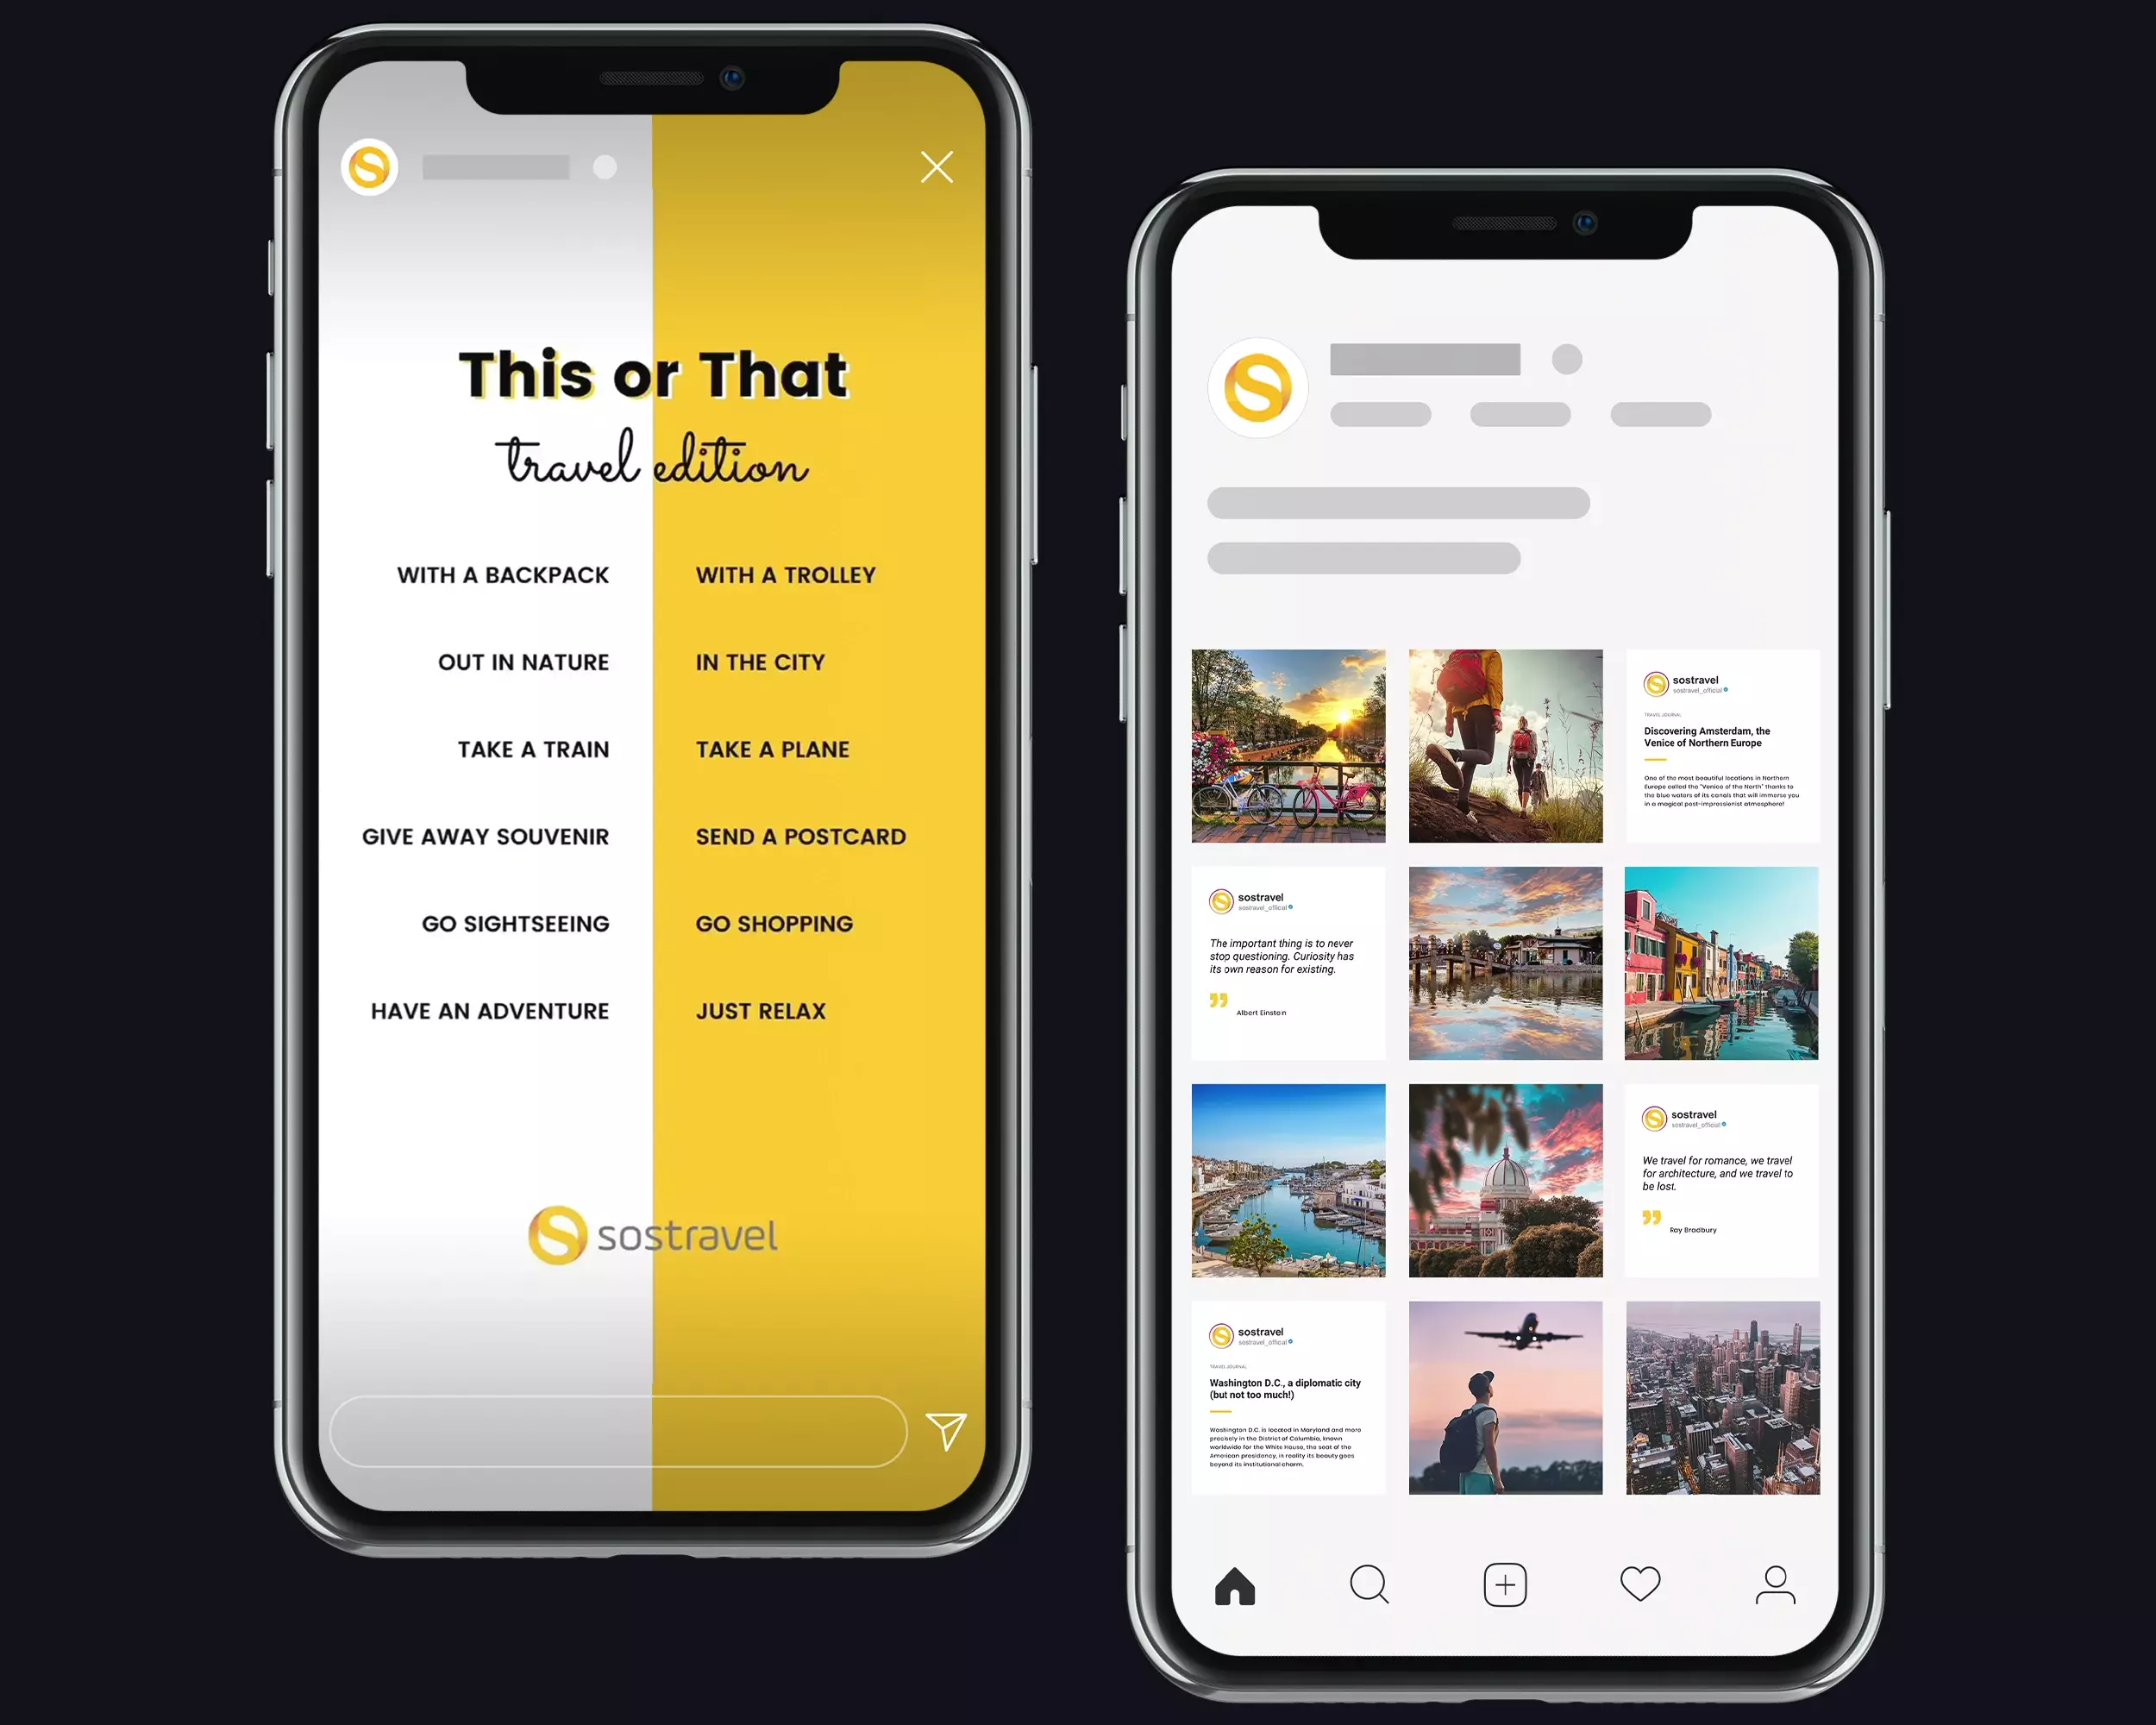 This or That
travel edition
WITH A BACKPACK WITH A TROLLEY
OUT IN NATURE IN THE CITY
TAKE A TRAIN TAKE A PLANE
GIVE AWAY SOUVENIR SEND A POSTCARD
GO SIGHTSEEING GO SHOPPING
HAVE AN ADVENTURE JUST RELAX
sostravel
sostravel
sostravel_official
TRAVEL JOURNAL
Discovering Amsterdam, the
Venice of Northern Europe
One of the most beautiful locations in Northern
Europe called the "Venice of the North" thanks to
the blue waters of its canals that will immerse you
in a magical post-impressionist atmosphere!
sostravel
sostravel_official
The important thing is to never
stop questioning. Curiosity has
its own reason for existing.
Albert Einstein
sostravel
sostravel_official
We travel for romance, we travel
for architecture, and we travel to
be lost.
Ray Bradbury
sostravel
sostravel_official
TRAVEL JOURNAL
Washington D.C., a diplomatic city
(but not too much!)
Washington D.C. is located in Maryland and more
precisely in the District of Columbia, known
worldwide for the White House, the seat of the
American presidency, in reality its beauty goes
beyond its institutional charm.